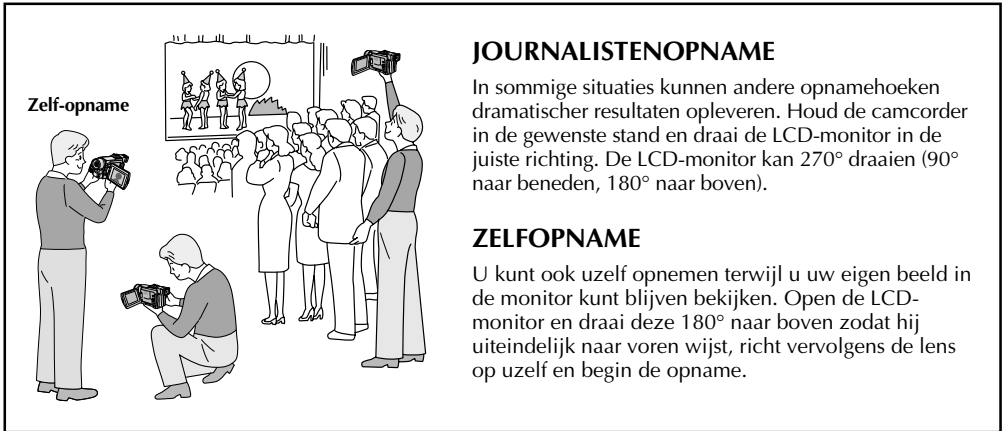 Zelf-opname
JOURNALISTENOPNAME
In sommige situaties kunnen andere opnamehoeken
dramatischer resultaten opleveren. Houd de camcorder
in de gewenste stand en draai de LCD-monitor in de
juiste richting. De LCD-monitor kan 270° draaien (90°
naar beneden, 180° naar boven).
ZELFOPNAME
U kunt ook uzelf opnemen terwijl u uw eigen beeld in
de monitor kunt blijven bekijken. Open de LCD-
monitor en draai deze 180° naar boven zodat hij
uiteindelijk naar voren wijst, richt vervolgens de lens
op uzelf en begin de opname.